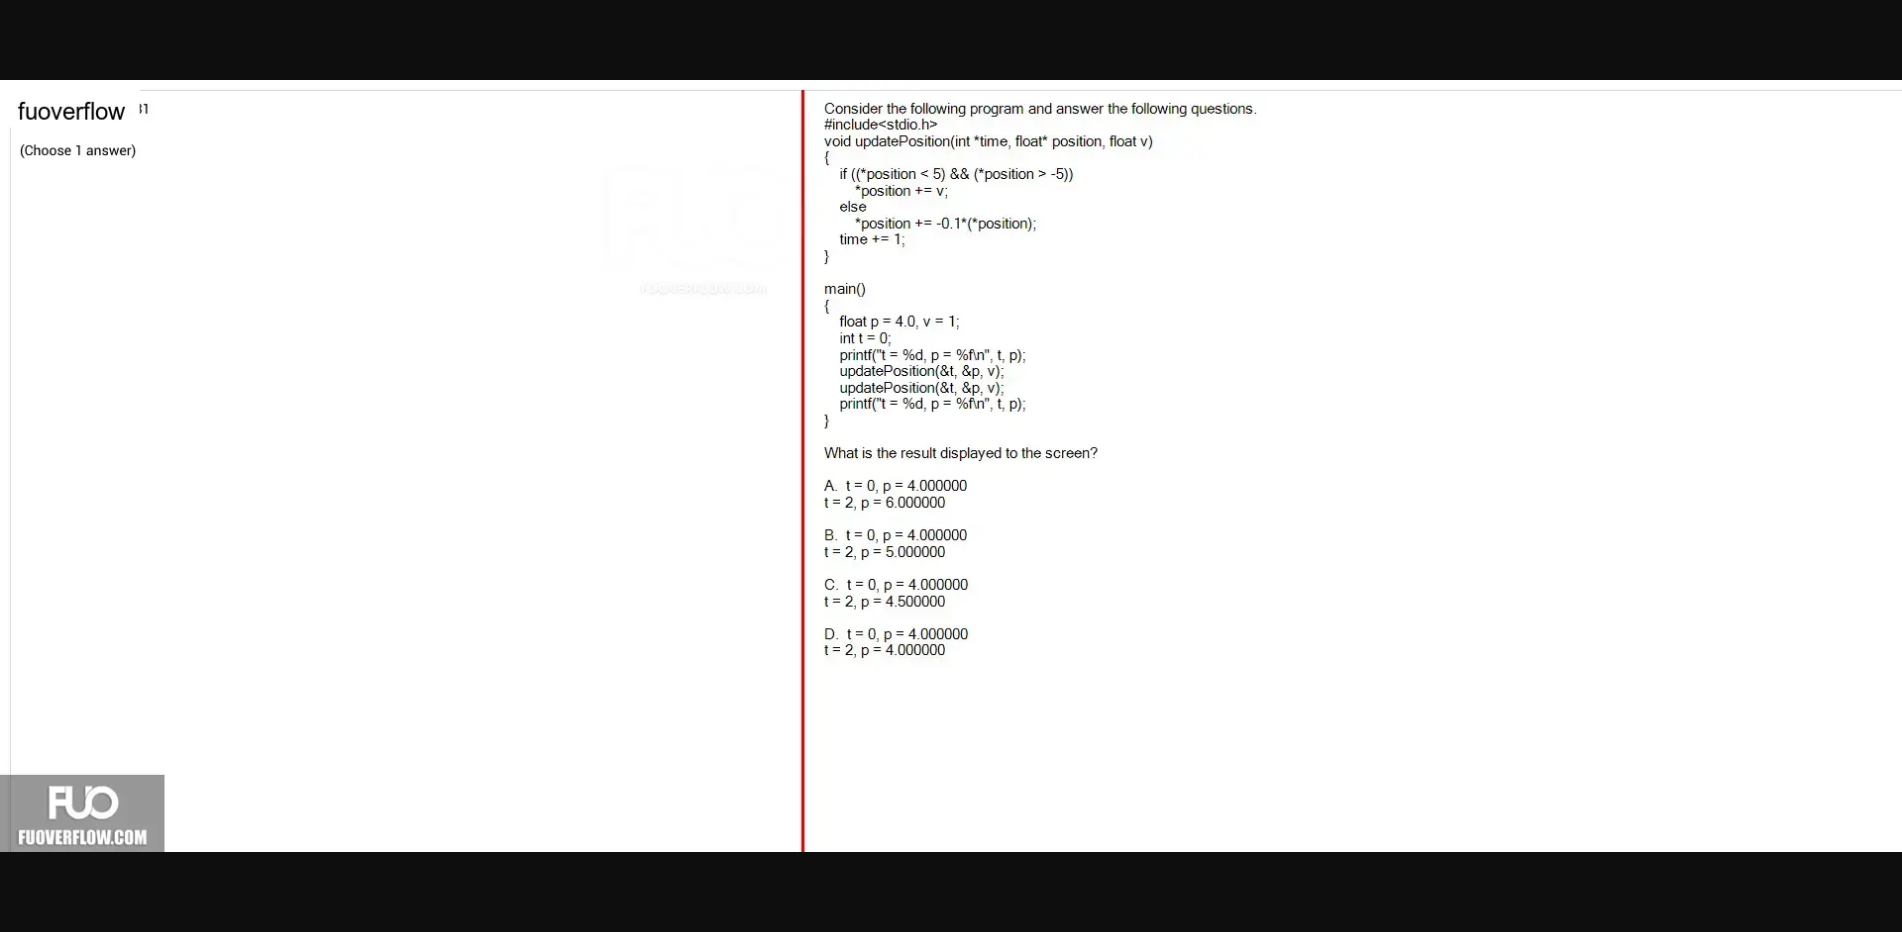 fuoverflow 31
(Choose 1 answer)
FUOVERFLOW.COM
Consider the following program and answer the following questions.
#include<stdio.h>
void updatePosition(int *time, float* position, float v)
{
if ((*position < 5) && (*position > -5))
*position += v;
else
*position += -0.1*(*position);
time += 1;
}
main()
{
float p = 4.0, v = 1;
int t = 0;
printf("t = %d, p = %f\n", t, p);
updatePosition(&t, &p, v);
updatePosition(&t, &p, v);
printf("t = %d, p = %f\n", t, p);
}
What is the result displayed to the screen?
A. t = 0, p = 4.000000
t = 2, p = 6.000000
B. t = 0, p = 4.000000
t = 2, p = 5.000000
C. t = 0, p = 4.000000
t = 2, p = 4.500000
D. t = 0, p = 4.000000
t = 2, p = 4.000000
FUO
FUOVERFLOW.COM